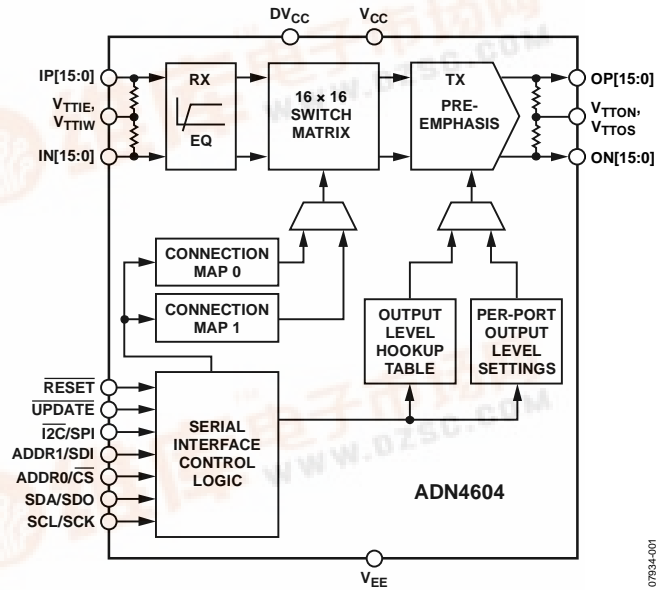 DVCC VCC
IP[15:0]
VTTIE,
VTTIW
IN[15:0]
RX
EQ
16 × 16
SWITCH
MATRIX
TX
PRE-
EMPHASIS
OP[15:0]
VTTON,
VTTOS
ON[15:0]
CONNECTION
MAP 0
CONNECTION
MAP 1
OUTPUT
LEVEL
HOOKUP
TABLE
PER-PORT
OUTPUT
LEVEL
SETTINGS
RESET
UPDATE
I2C/SPI
ADDR1/SDI
ADDR0/CS
SDA/SDO
SCL/SCK
SERIAL
INTERFACE
CONTROL
LOGIC
ADN4604
VEE
07934-001
WWW.DZSC.COM